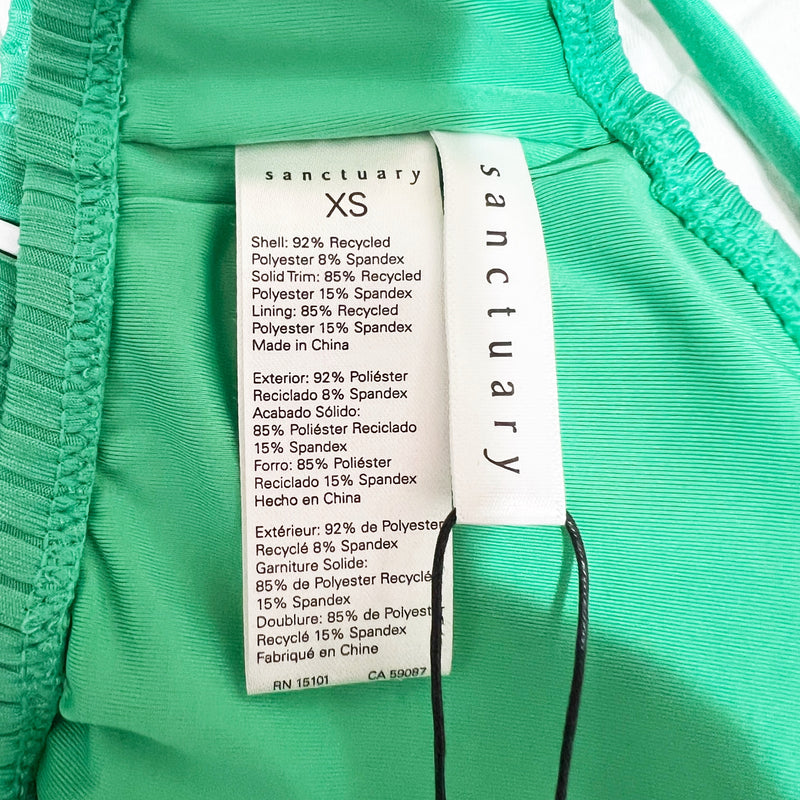 sanctuary
XS
Shell: 92% Recycled
Polyester 8% Spandex
Solid Trim: 85% Recycled
Polyester 15% Spandex
Lining: 85% Recycled
Polyester 15% Spandex
Made in China
Exterior: 92% Poliéster
Reciclado 8% Spandex
Acabado Sólido:
85% Poliéster Reciclado
15% Spandex
Forro: 85% Poliéster
Reciclado 15% Spandex
Hecho en China
Extérieur: 92% de Polyester
Recyclé 8% Spandex
Garniture Solide:
85% de Polyester Recyclé
15% Spandex
Doublure: 85% de Polyester
Recyclé 15% Spandex
Fabriqué en Chine
RN 15101 CA 59087
sanctuary